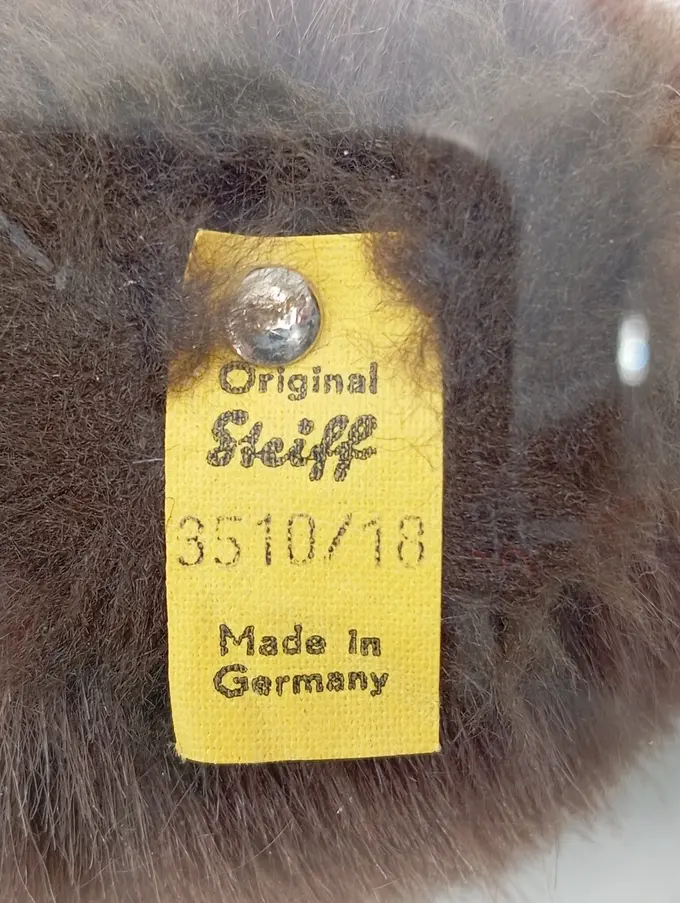 Original
Steiff
3510/18
Made in
Germany